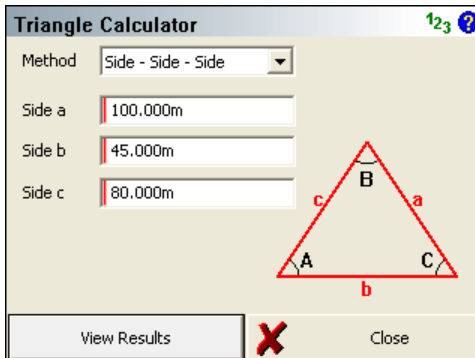 Triangle Calculator
123 ?
Method Side - Side - Side
Side a 100.000m
Side b 45.000m
Side c 80.000m
B
c a
A C
b
View Results Close